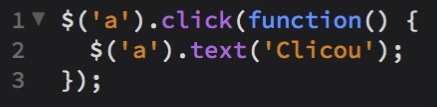 1 $('a').click(function() {
2 $('a').text('Clicou');
3 });